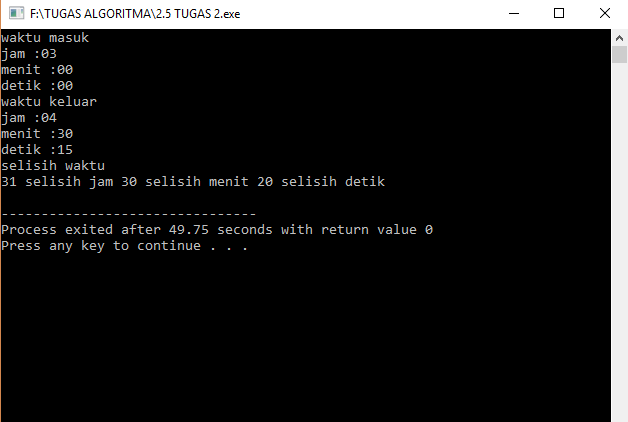 F:\TUGAS ALGORITMA\2.5 TUGAS 2.exe
waktu masuk
jam :03
menit :00
detik :00
waktu keluar
jam :04
menit :30
detik :15
selisih waktu
31 selisih jam 30 selisih menit 20 selisih detik
--------------------------------
Process exited after 49.75 seconds with return value 0
Press any key to continue . . .